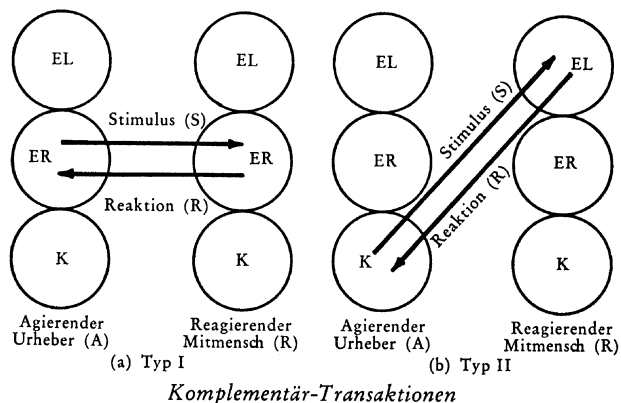 EL EL
Stimulus (S)
ER ER
Reaktion (R)
K K
Agierender Reagierender
Urheber (A) Mitmensch (R)
(a) Typ I
EL EL
Stimulus (S)
ER ER
Reaktion (R)
K K
Agierender Reagierender
Urheber (A) Mitmensch (R)
(b) Typ II
Komplementär-Transaktionen